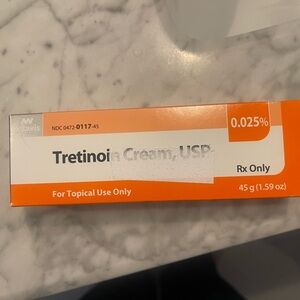 NDC 0472-0117-45
0.025%
Tretinoin Cream, USP
Rx Only
For Topical Use Only
45 g (1.59 oz)